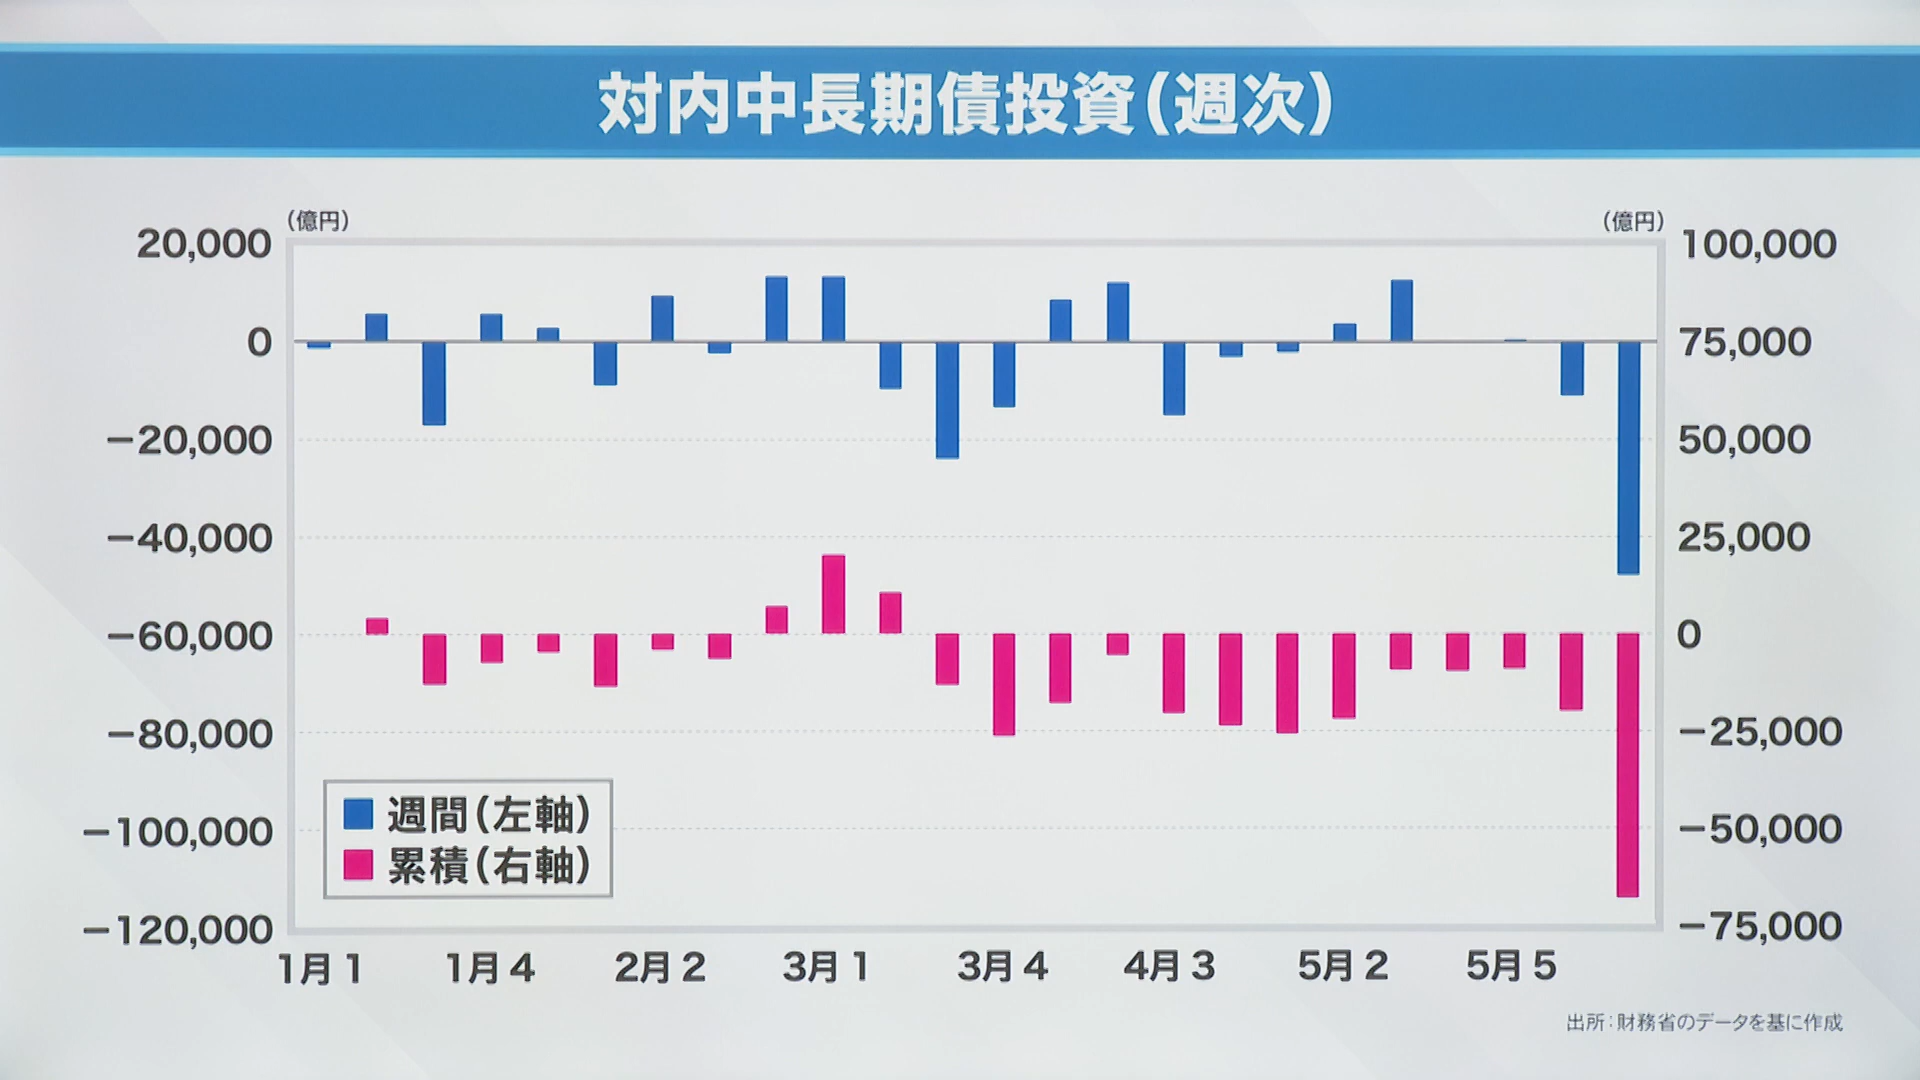 対内中長期債投資（週次）
（億円）
（億円）
20,000
0
−20,000
−40,000
−60,000
−80,000
−100,000
−120,000
100,000
75,000
50,000
25,000
0
−25,000
−50,000
−75,000
週間（左軸）
累積（右軸）
1月1 1月4 2月2 3月1 3月4 4月3 5月2 5月5
出所：財務省のデータを基に作成